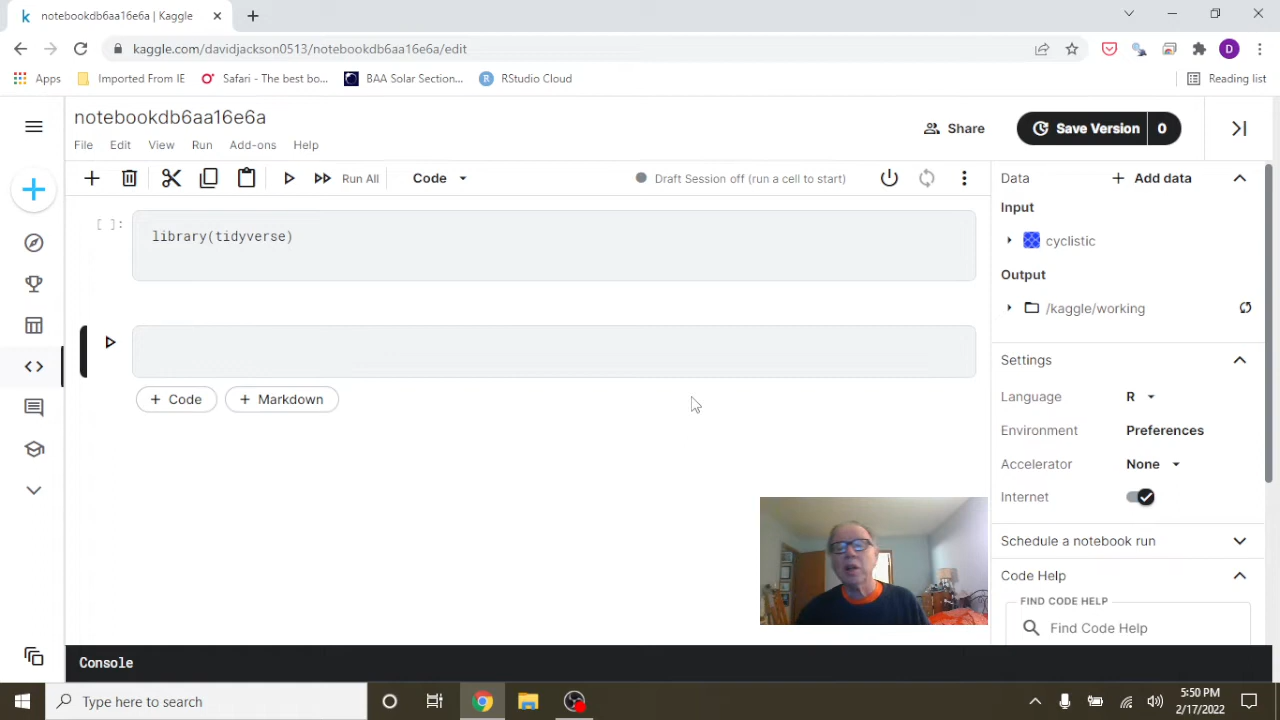 notebookdb6aa16e6a | Kaggle
kaggle.com/davidjackson0513/notebookdb6aa16e6a/edit
D
Apps
Imported From IE
Safari - The best bo...
BAA Solar Section...
RStudio Cloud
Reading list
notebookdb6aa16e6a
File Edit View Run Add-ons Help
Share
Save Version 0
Run All
Code
Draft Session off (run a cell to start)
[ ]:
library(tidyverse)
+ Code
+ Markdown
Data
+ Add data
Input
cyclistic
Output
/kaggle/working
Settings
Language R
Environment Preferences
Accelerator None
Internet
Schedule a notebook run
Code Help
FIND CODE HELP
Find Code Help
Console
Type here to search
5:50 PM
2/17/2022